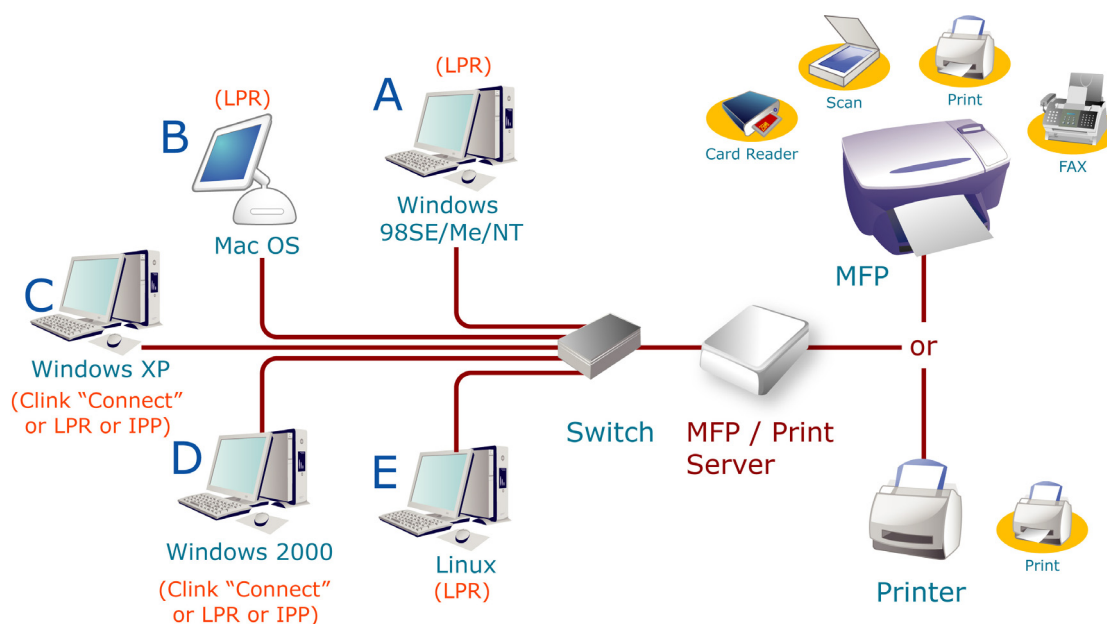 (LPR)
A
Windows
98SE/Me/NT
(LPR)
B
Mac OS
C
Windows XP
(Clink “Connect”
or LPR or IPP)
D
Windows 2000
(Clink “Connect”
or LPR or IPP)
E
Linux
(LPR)
Switch
MFP / Print
Server
or
Card Reader
Scan
Print
FAX
MFP
Printer
Print